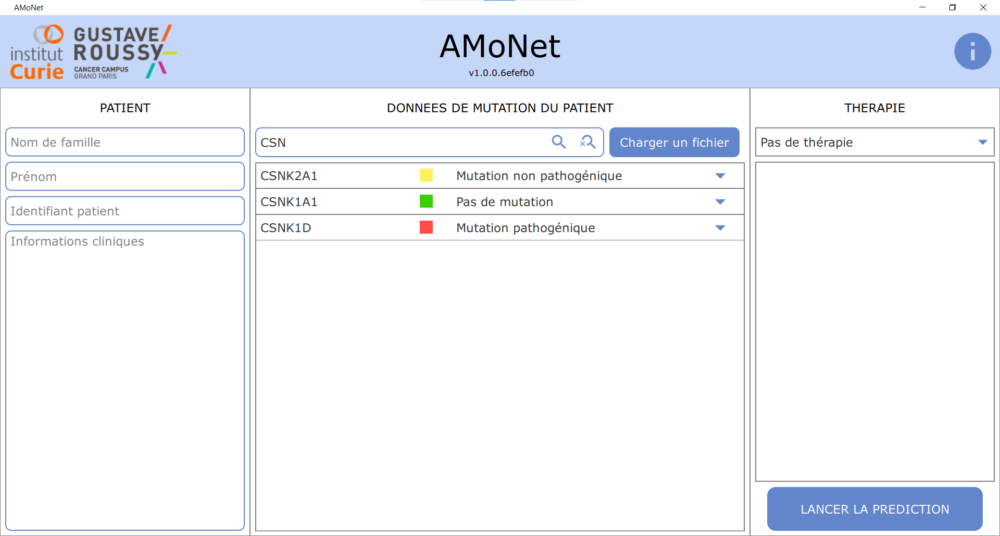 AMoNet
institut
Curie
GUSTAVE
ROUSSY
CANCER CAMPUS
GRAND PARIS
AMoNet
v1.0.0.6efefb0
i
PATIENT
Nom de famille
Prénom
Identifiant patient
Informations cliniques
DONNEES DE MUTATION DU PATIENT
CSN
Charger un fichier
CSNK2A1 Mutation non pathogénique
CSNK1A1 Pas de mutation
CSNK1D Mutation pathogénique
THERAPIE
Pas de thérapie
LANCER LA PREDICTION